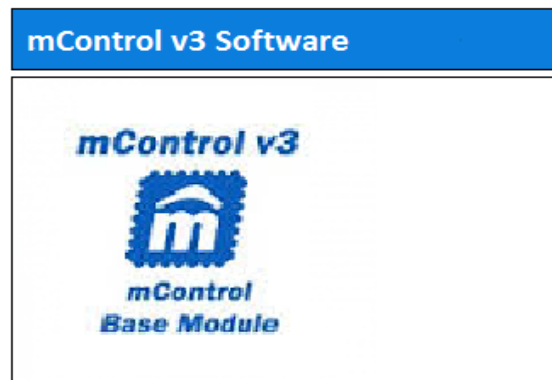 mControl v3 Software
mControl v3
m
mControl
Base Module